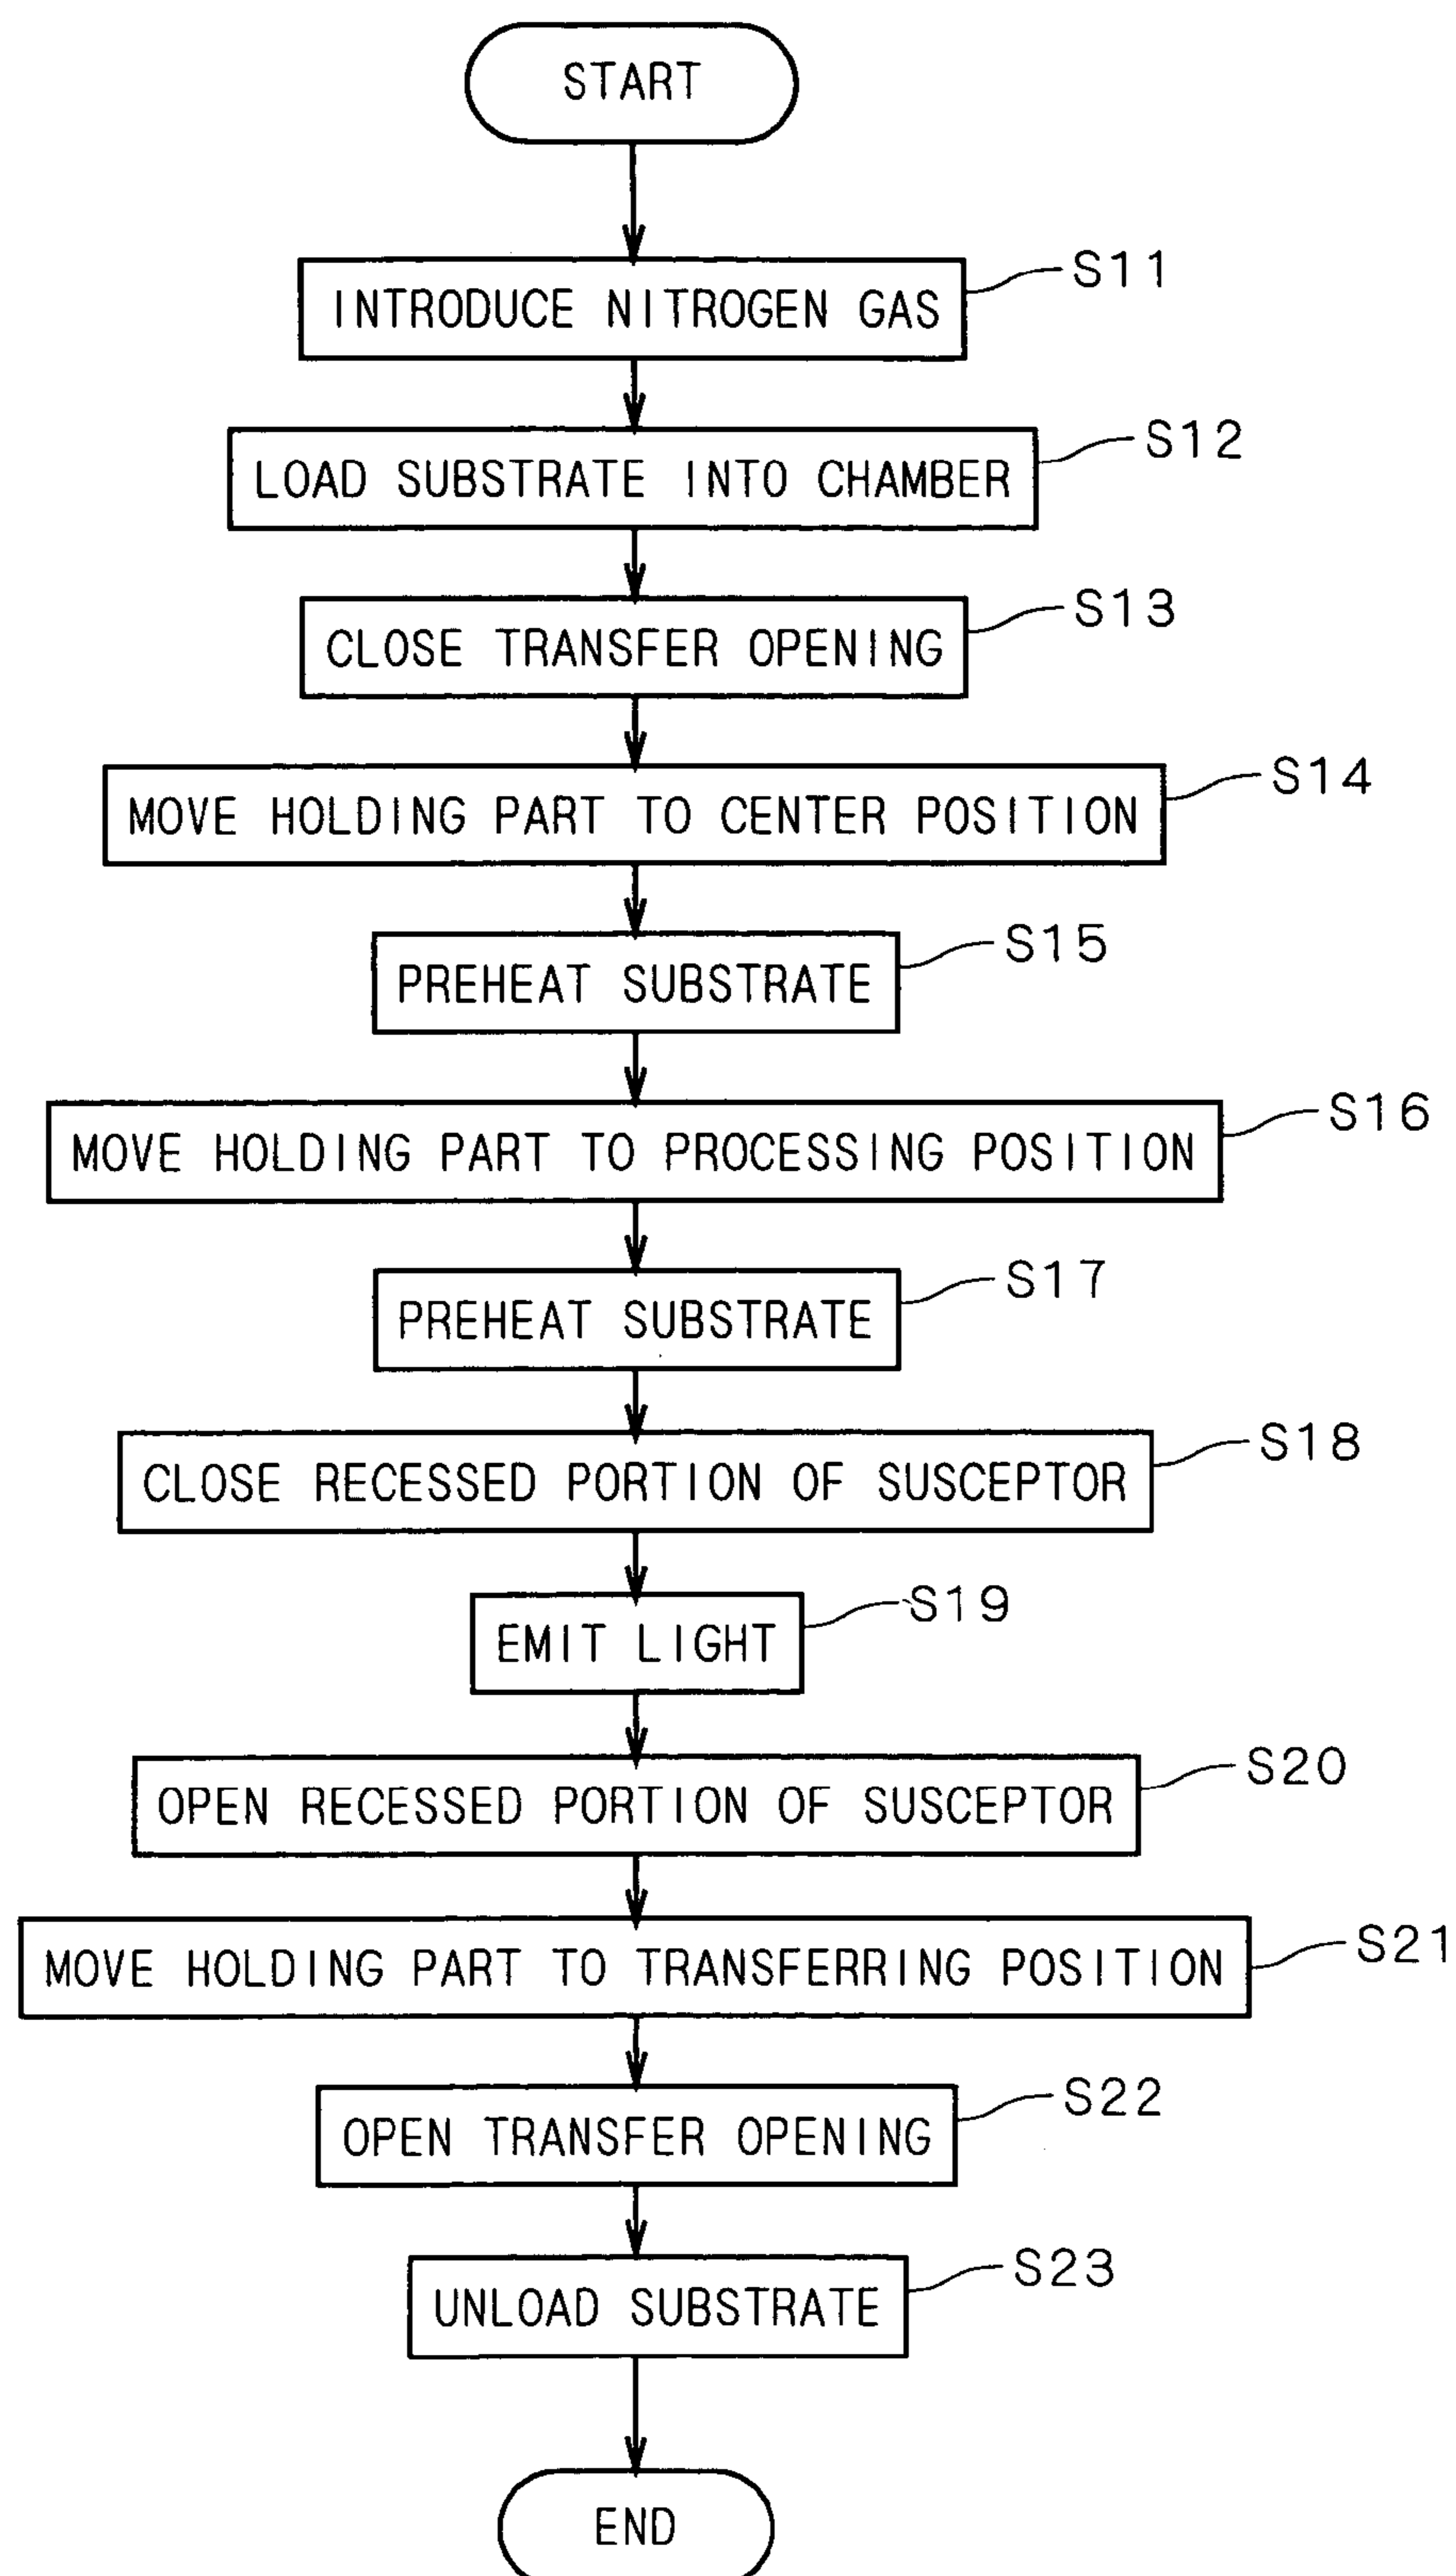 START
INTRODUCE NITROGEN GAS
S11
LOAD SUBSTRATE INTO CHAMBER
S12
CLOSE TRANSFER OPENING
S13
MOVE HOLDING PART TO CENTER POSITION
S14
PREHEAT SUBSTRATE
S15
MOVE HOLDING PART TO PROCESSING POSITION
S16
PREHEAT SUBSTRATE
S17
CLOSE RECESSED PORTION OF SUSCEPTOR
S18
EMIT LIGHT
S19
OPEN RECESSED PORTION OF SUSCEPTOR
S20
MOVE HOLDING PART TO TRANSFERRING POSITION
S21
OPEN TRANSFER OPENING
S22
UNLOAD SUBSTRATE
S23
END